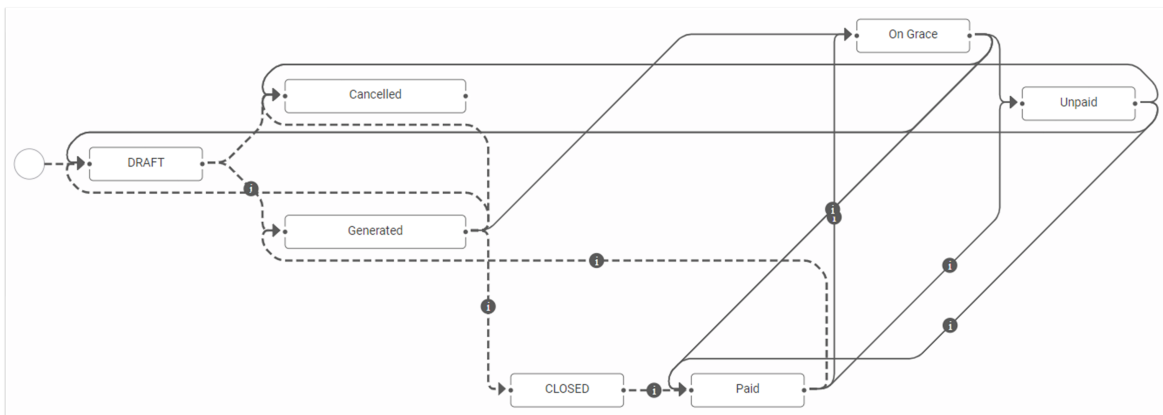 On Grace
Cancelled
Unpaid
DRAFT
i
Generated
i
i
i
i
i
i
CLOSED
i
Paid